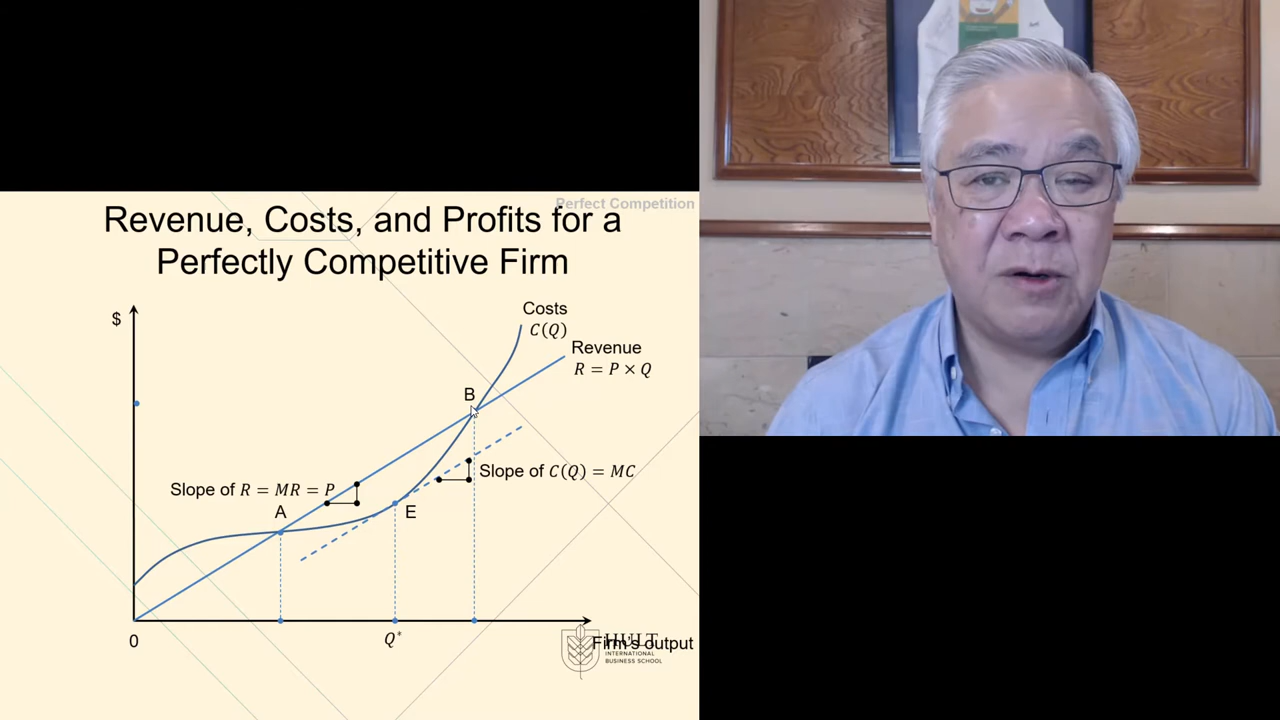 Perfect Competition
Revenue, Costs, and Profits for a
Perfectly Competitive Firm
$
Costs
C(Q)
Revenue
R = P × Q
B
Slope of C(Q) = MC
Slope of R = MR = P
A
E
0
Q*
Firm's output
HULT
INTERNATIONAL
BUSINESS SCHOOL